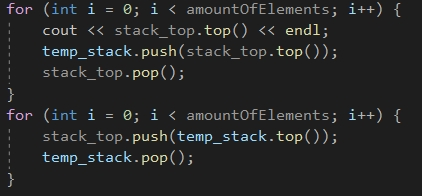 for (int i = 0; i < amountOfElements; i++) {
    cout << stack_top.top() << endl;
    temp_stack.push(stack_top.top());
    stack_top.pop();
}
for (int i = 0; i < amountOfElements; i++) {
    stack_top.push(temp_stack.top());
    temp_stack.pop();
}